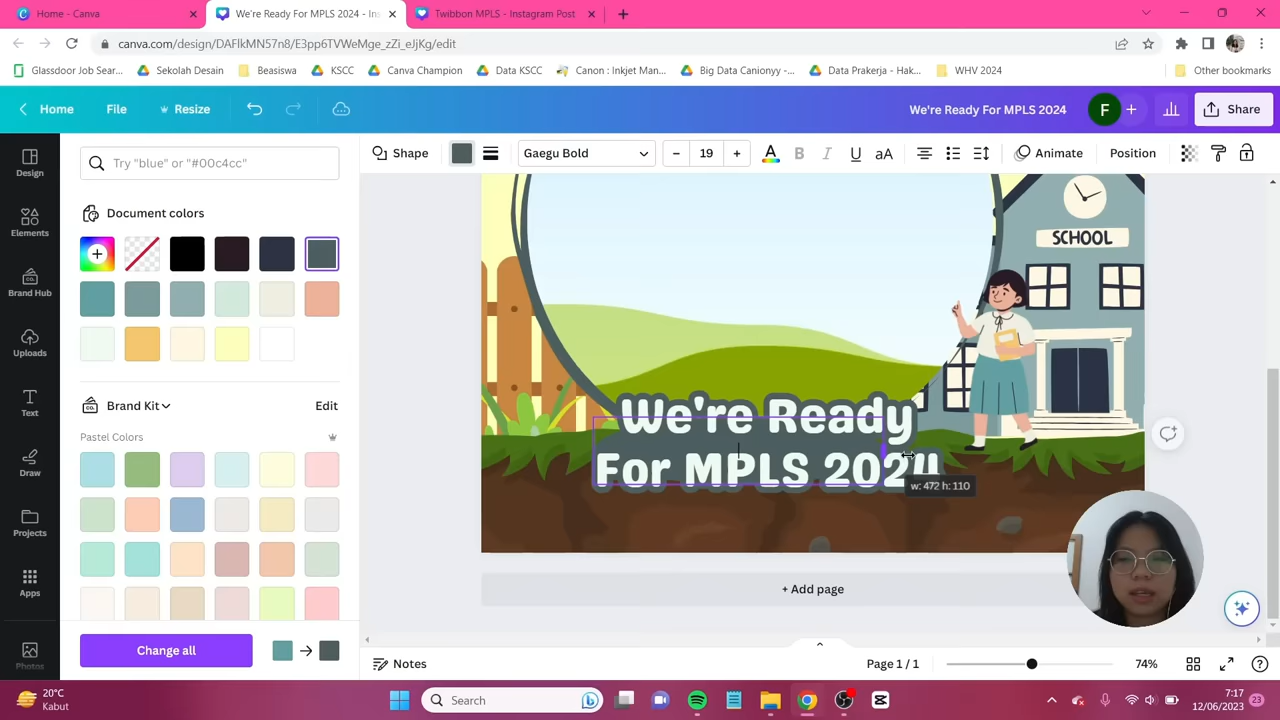 Home - Canva
We're Ready For MPLS 2024 - Ins
Twibbon MPLS - Instagram Post
canva.com/design/DAFlkMN57n8/E3pp6TVWeMge_zZi_eJjKg/edit
Glassdoor Job Sear...
Sekolah Desain
Beasiswa
KSCC
Canva Champion
Data KSCC
Canon : Inkjet Man...
Big Data Canionyy -...
Data Prakerja - Hak...
WHV 2024
Other bookmarks
Home
File
Resize
We're Ready For MPLS 2024
F
Share
Design
Elements
Brand Hub
Uploads
Text
Draw
Projects
Apps
Photos
Try "blue" or "#00c4cc"
Shape
Gaegu Bold
19
aA
Animate
Position
Document colors
Brand Kit
Edit
Pastel Colors
Change all
SCHOOL
We're Ready
For MPLS 2024
w: 472 h: 110
+ Add page
Notes
Page 1 / 1
74%
20°C
Kabut
Search
7:17
12/06/2023
23